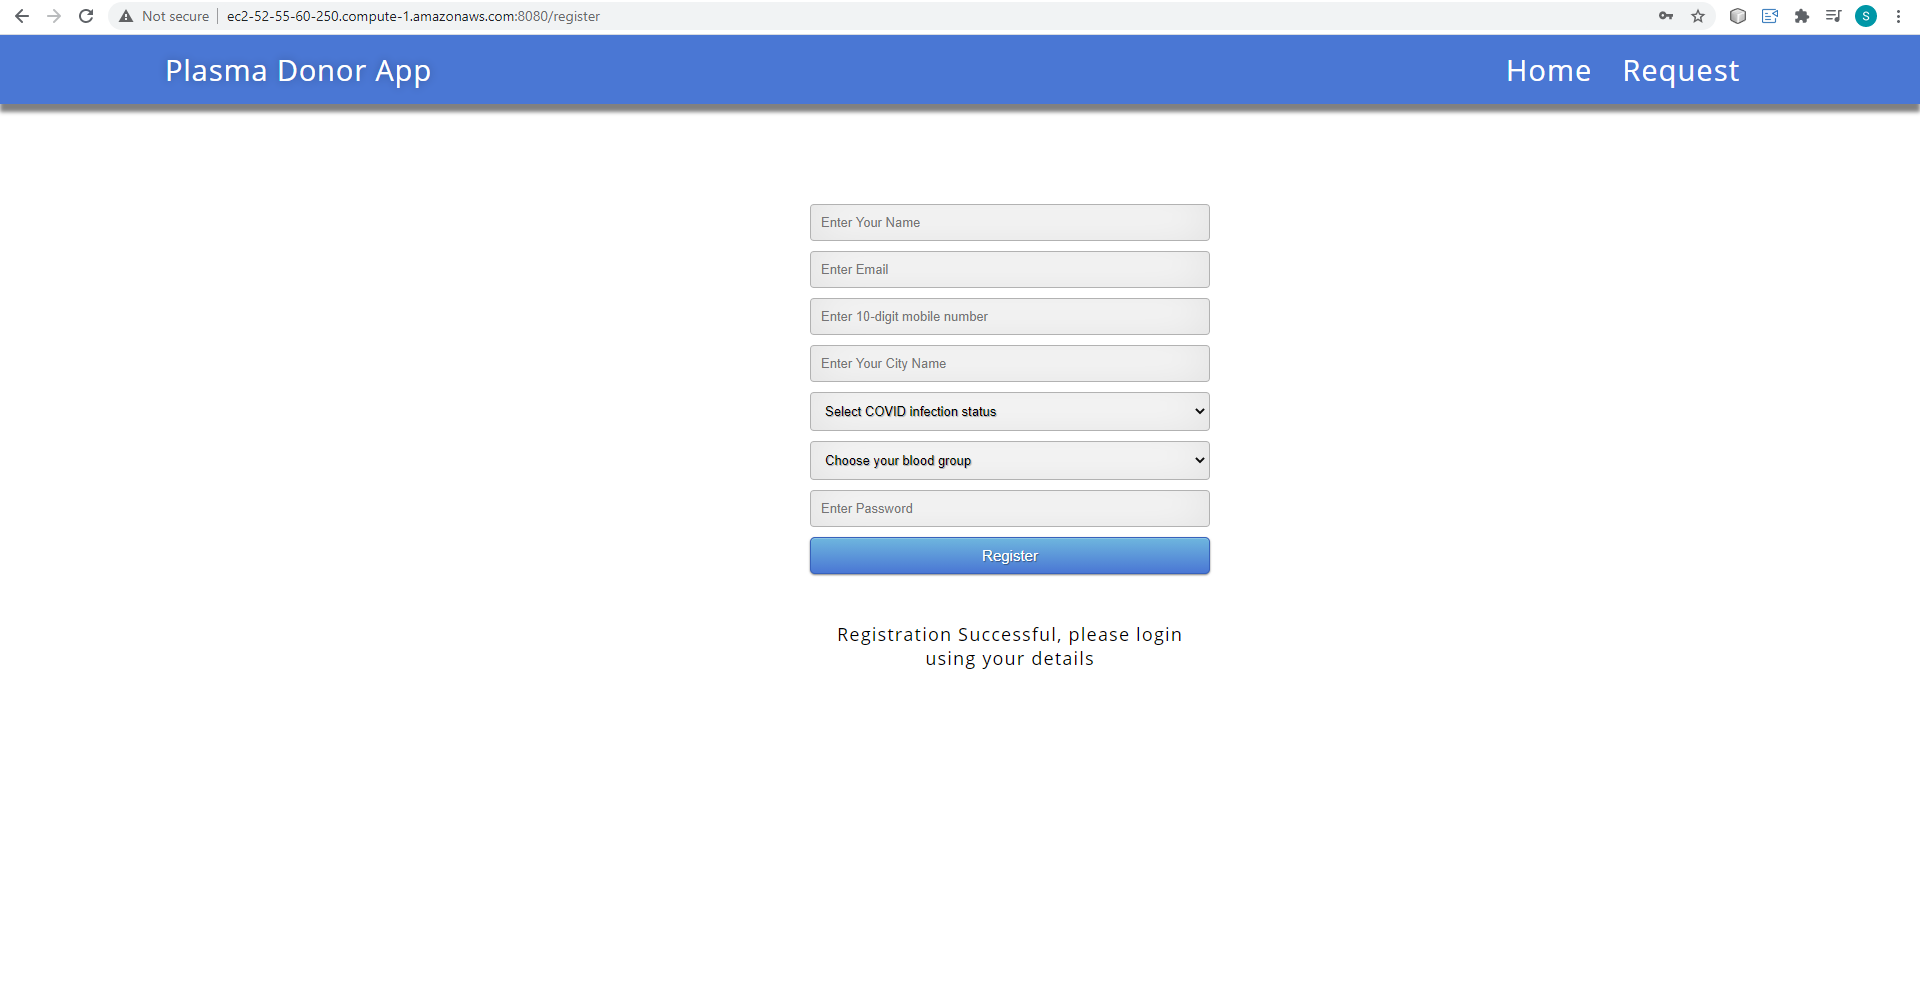 Not secure
ec2-52-55-60-250.compute-1.amazonaws.com:8080/register
S
Plasma Donor App
Home
Request
Enter Your Name
Enter Email
Enter 10-digit mobile number
Enter Your City Name
Select COVID infection status
Choose your blood group
Enter Password
Register
Registration Successful, please login
using your details